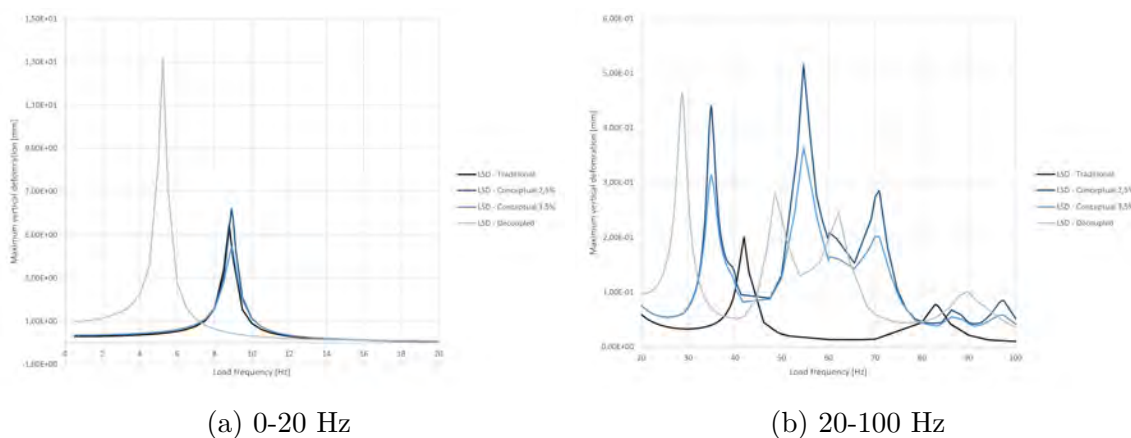 1,50E+01
1,30E+01
1,10E+01
9,00E+00
7,00E+00
5,00E+00
3,00E+00
1,00E+00
-1,00E+00
Maximum vertical deformation [mm]
0 2 4 6 8 10 12 14 16 18 20
Load frequency [Hz]
LSD - Traditional
LSD - Conceptual 2,5%
LSD - Conceptual 3,5%
LSD - Decoupled
(a) 0-20 Hz
6,00E-01
5,00E-01
4,00E-01
3,00E-01
2,00E-01
1,00E-01
0,00E+00
Maximum vertical deformation [mm]
20 30 40 50 60 70 80 90 100
Load frequency [Hz]
LSD - Traditional
LSD - Conceptual 2,5%
LSD - Conceptual 3,5%
LSD - Decoupled
(b) 20-100 Hz